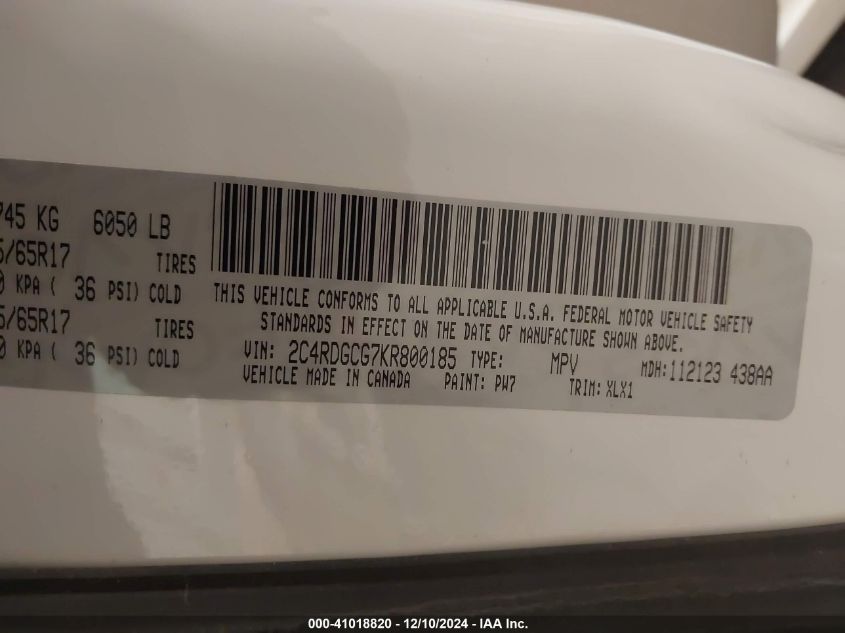 745 KG 6050 LB
5/65R17 TIRES
0 KPA ( 36 PSI) COLD
5/65R17 TIRES
0 KPA ( 36 PSI) COLD
THIS VEHICLE CONFORMS TO ALL APPLICABLE U.S.A. FEDERAL MOTOR VEHICLE SAFETY
STANDARDS IN EFFECT ON THE DATE OF MANUFACTURE SHOWN ABOVE.
VIN: 2C4RDGCG7KR800185 TYPE: MPV MDH: 112123 438AA
VEHICLE MADE IN CANADA PAINT: PW7 TRIM: XLX1
000-41018820 - 12/10/2024 - IAA Inc.